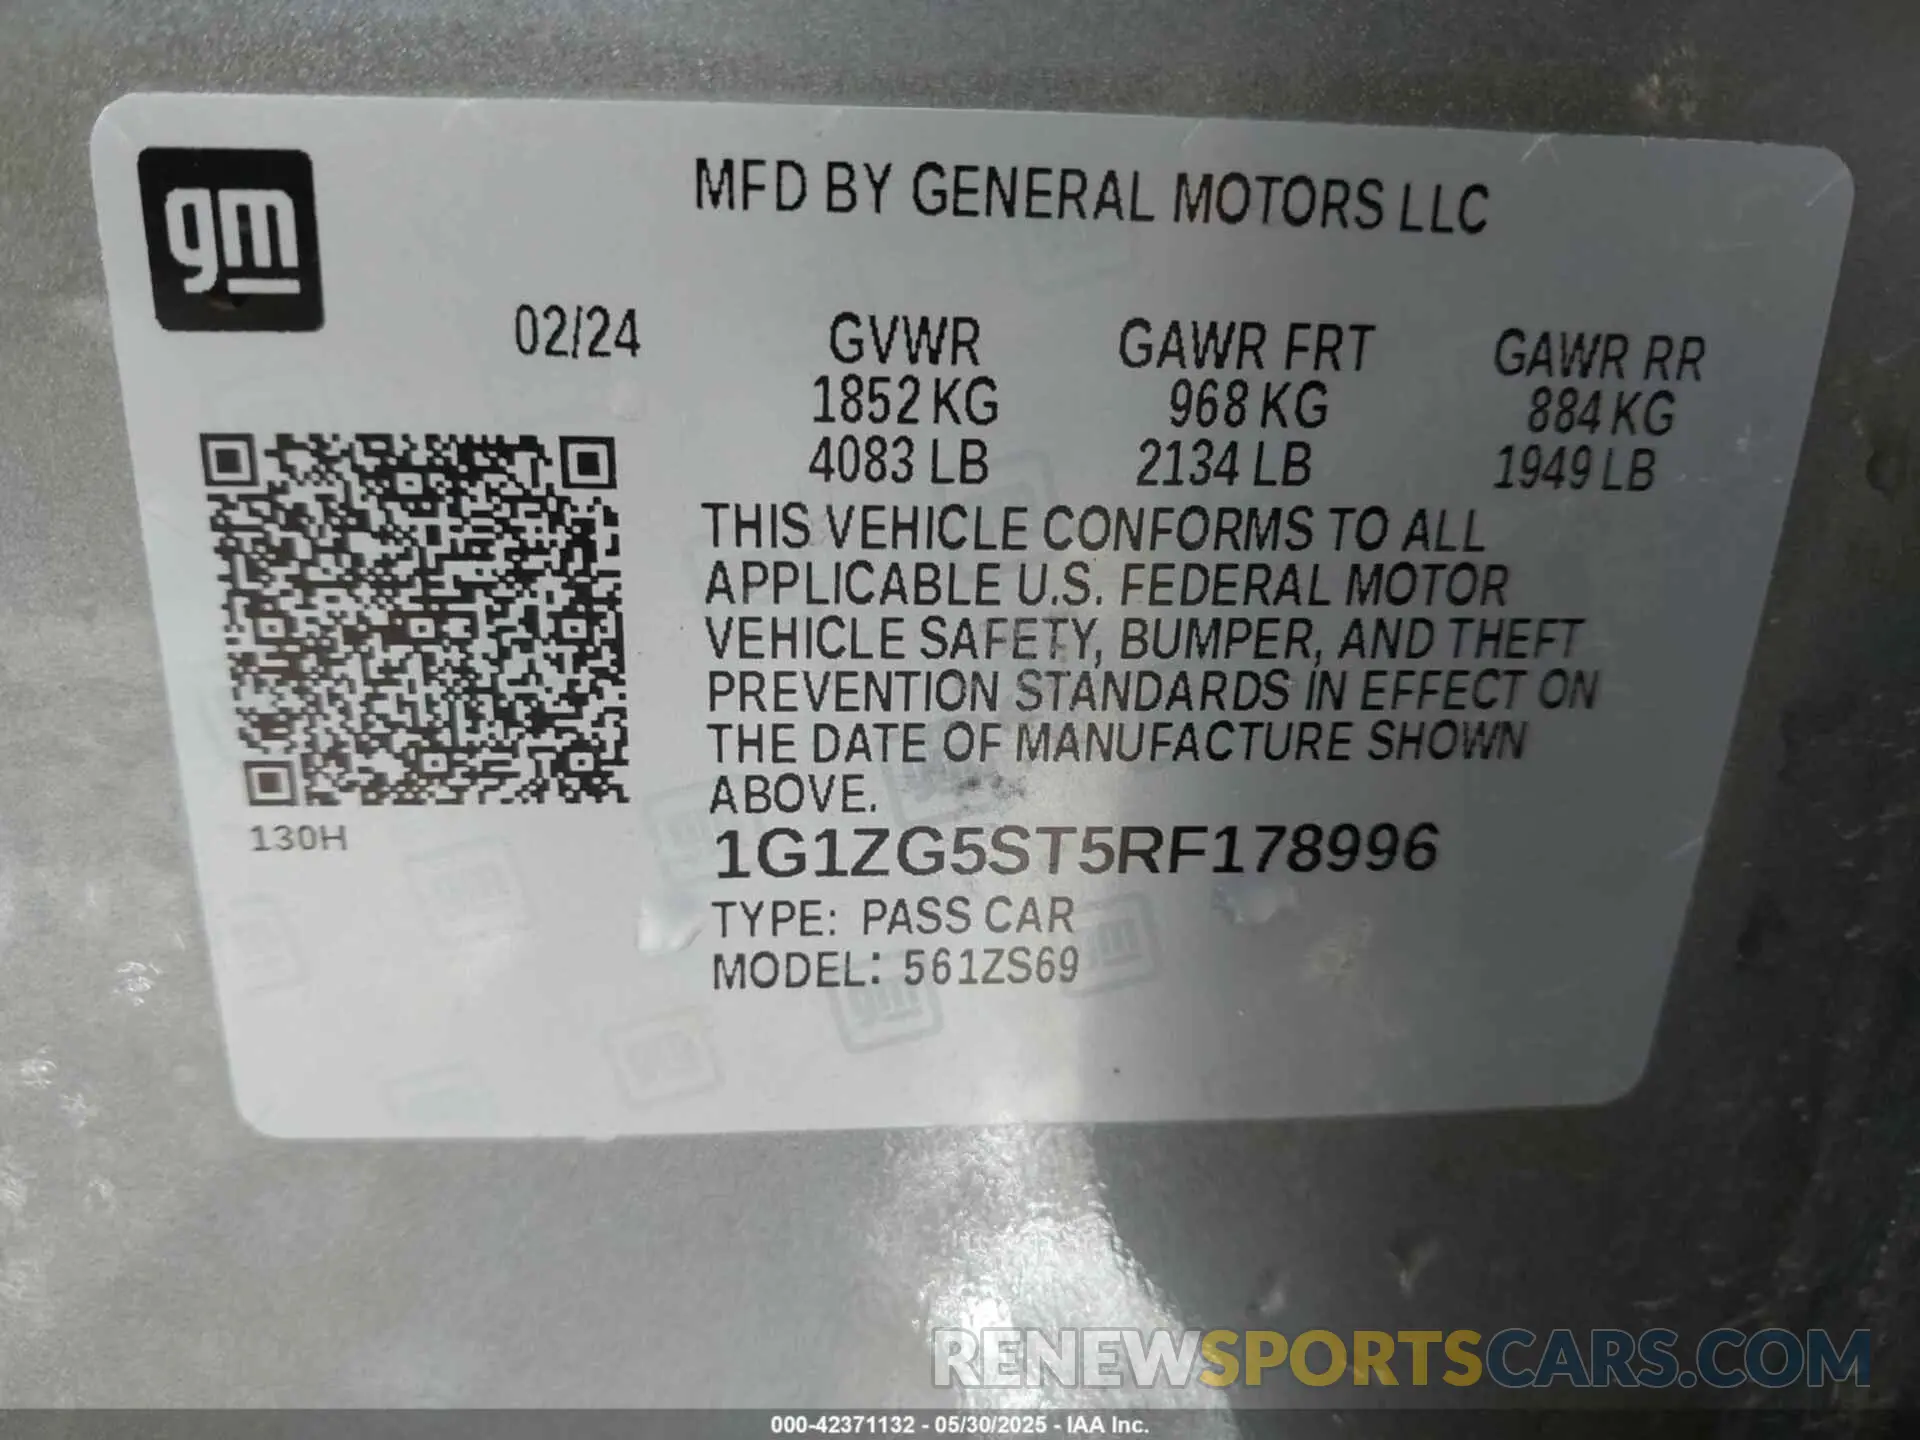 gm
MFD BY GENERAL MOTORS LLC
02/24
GVWR
1852 KG
4083 LB
GAWR FRT
968 KG
2134 LB
GAWR RR
884 KG
1949 LB
THIS VEHICLE CONFORMS TO ALL
APPLICABLE U.S. FEDERAL MOTOR
VEHICLE SAFETY, BUMPER, AND THEFT
PREVENTION STANDARDS IN EFFECT ON
THE DATE OF MANUFACTURE SHOWN
ABOVE.
130H
1G1ZG5ST5RF178996
TYPE: PASS CAR
MODEL: 561ZS69
RENEWSPORTSCARS.COM
000-42371132 - 05/30/2025 - IAA Inc.